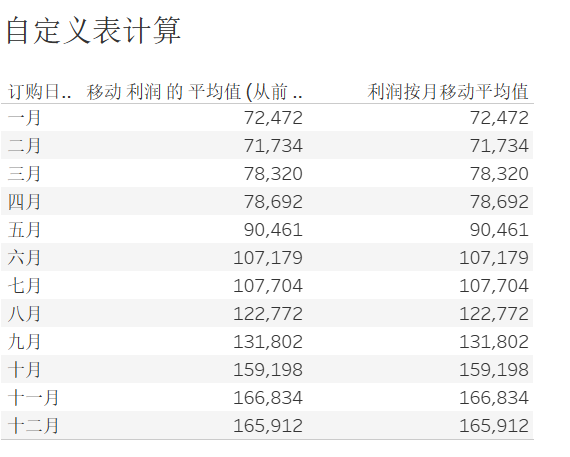 自定义表计算
订购日.. 移动 利润 的 平均值 (从前 .. 利润按月移动平均值
一月 72,472 72,472
二月 71,734 71,734
三月 78,320 78,320
四月 78,692 78,692
五月 90,461 90,461
六月 107,179 107,179
七月 107,704 107,704
八月 122,772 122,772
九月 131,802 131,802
十月 159,198 159,198
十一月 166,834 166,834
十二月 165,912 165,912